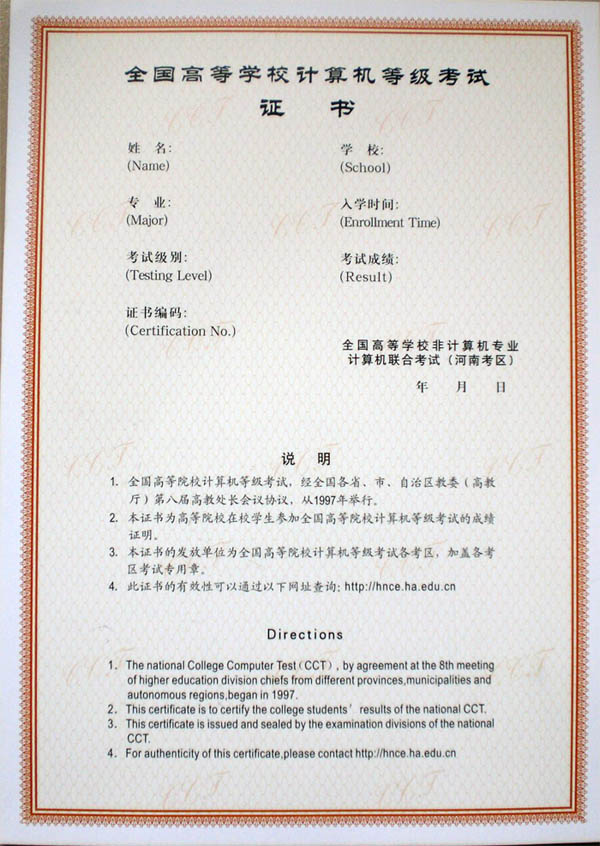 全国高等学校计算机等级考试
证 书
姓 名: 学 校:
(Name) (School)
专 业: 入学时间:
(Major) (Enrollment Time)
考试级别: 考试成绩:
(Testing Level) (Result)
证书编码:
(Certification No.)
全国高等学校非计算机专业
计算机联合考试（河南考区）
年 月 日
说 明
1. 全国高等院校计算机等级考试，经全国各省、市、自治区教委（高教
厅）第八届高教处长会议协议，从1997年举行。
2. 本证书为高等院校在校学生参加全国高等院校计算机等级考试的成绩
证明。
3. 本证书的发放单位为全国高等院校计算机等级考试各考区，加盖各考
区考试专用章。
4. 此证书的有效性可以通过以下网址查询：http://hnce.ha.edu.cn
Directions
1. The national College Computer Test（CCT）, by agreement at the 8th meeting
of higher education division chiefs from different provinces,municipalities and
autonomous regions,began in 1997.
2. This certificate is to certify the college students' results of the national CCT.
3. This certificate is issued and sealed by the examination divisions of the national
CCT.
4. For authenticity of this certificate,please contact http://hnce.ha.edu.cn